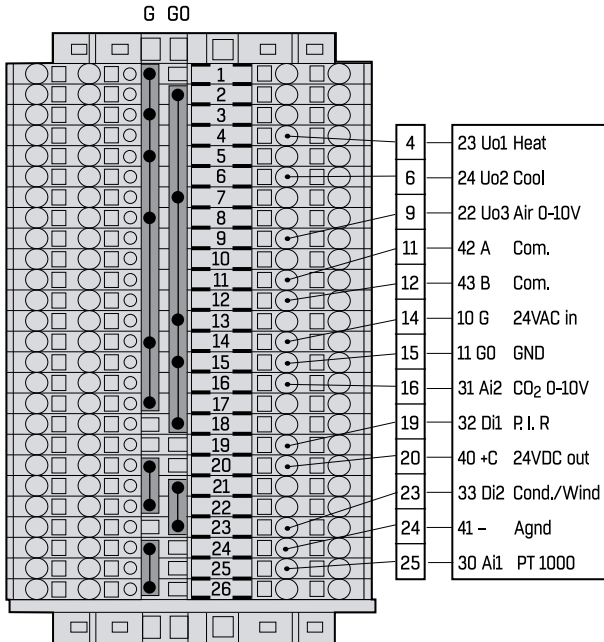 G G0
1
2
3
4
5
6
7
8
9
10
11
12
13
14
15
16
17
18
19
20
21
22
23
24
25
26
4 23 Uo1 Heat
6 24 Uo2 Cool
9 22 Uo3 Air 0-10V
11 42 A Com.
12 43 B Com.
14 10 G 24VAC in
15 11 G0 GND
16 31 Ai2 CO₂ 0-10V
19 32 Di1 P.I.R
20 40 +C 24VDC out
23 33 Di2 Cond./Wind
24 41 – Agnd
25 30 Ai1 PT 1000